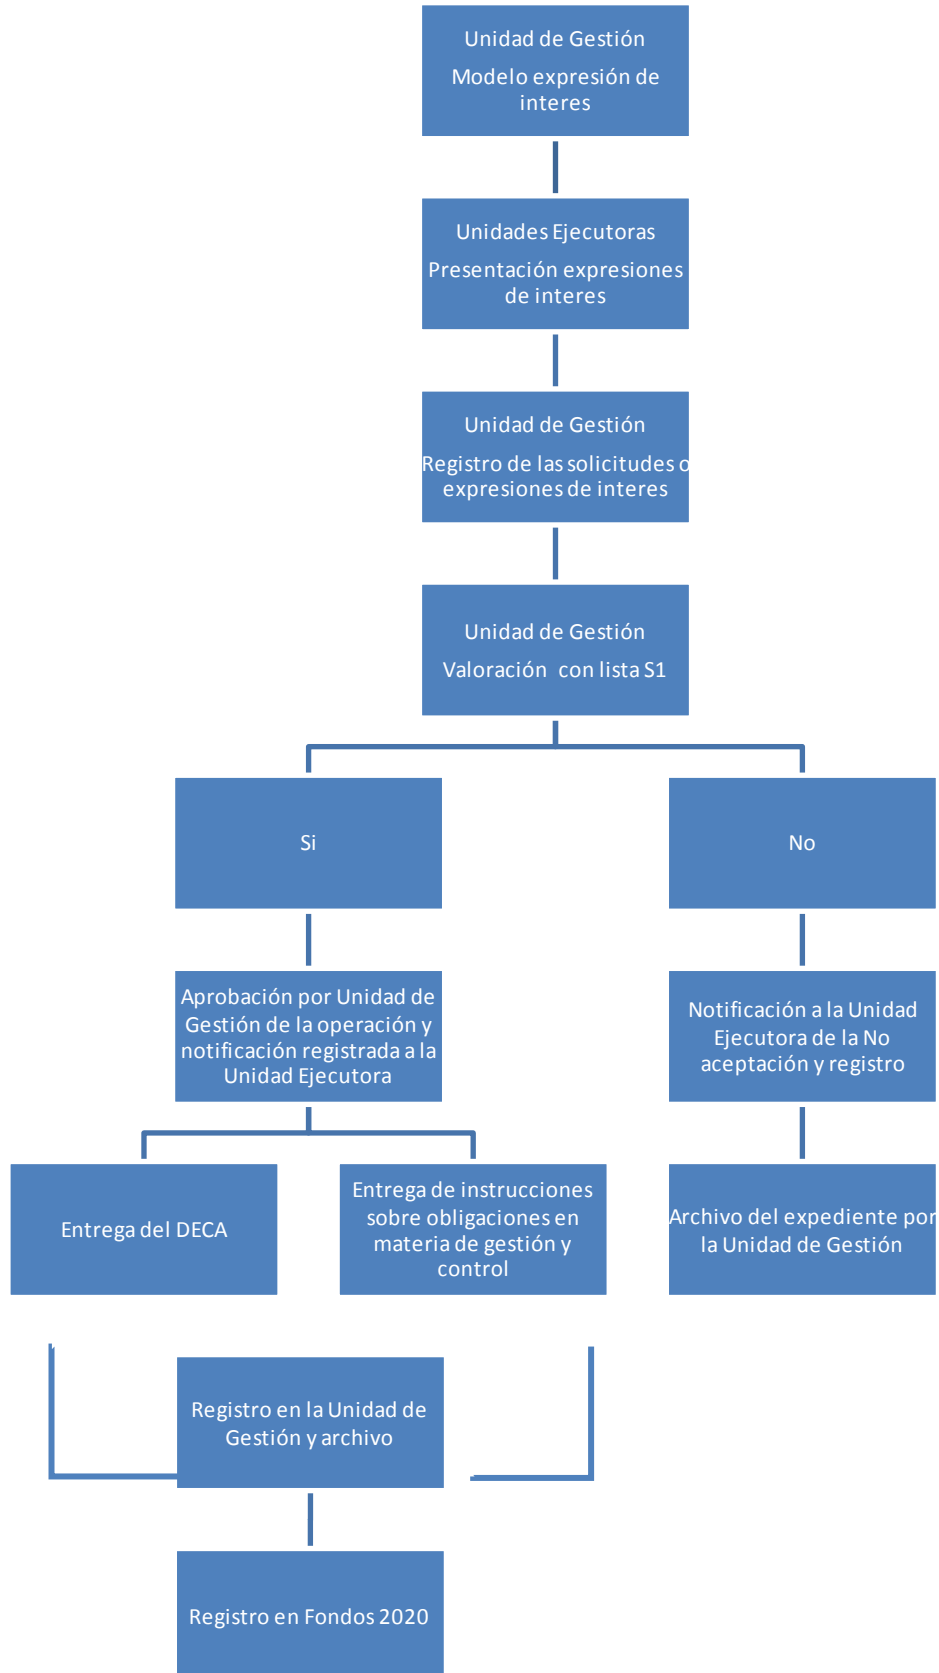 Unidad de Gestión
Modelo expresión de
interes
Unidades Ejecutoras
Presentación expresiones
de interes
Unidad de Gestión
Registro de las solicitudes o
expresiones de interes
Unidad de Gestión
Valoración con lista S1
Si
No
Aprobación por Unidad de
Gestión de la operación y
notificación registrada a la
Unidad Ejecutora
Notificación a la Unidad
Ejecutora de la No
aceptación y registro
Entrega del DECA
Entrega de instrucciones
sobre obligaciones en
materia de gestión y
control
Archivo del expediente por
la Unidad de Gestión
Registro en la Unidad de
Gestión y archivo
Registro en Fondos 2020